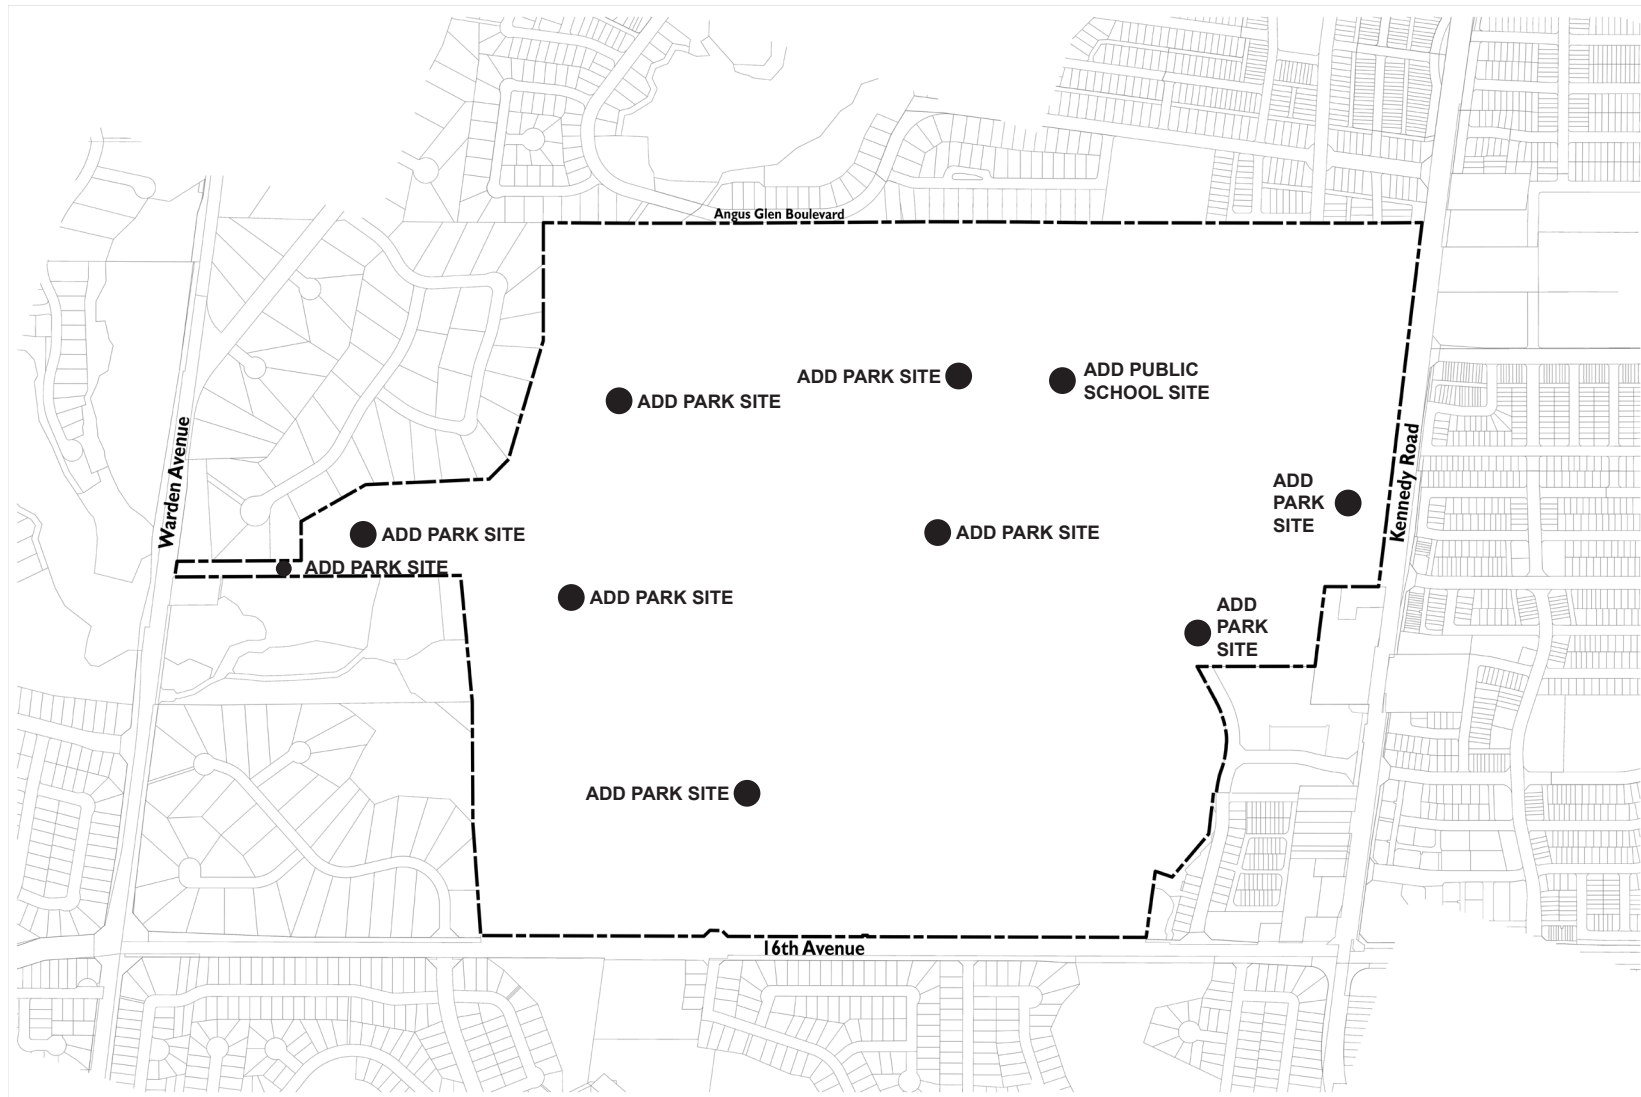 Angus Glen Boulevard
ADD PARK SITE
ADD PUBLIC
SCHOOL SITE
ADD PARK SITE
Warden Avenue
Kennedy Road
ADD
PARK
SITE
ADD PARK SITE
ADD PARK SITE
ADD PARK SITE
ADD PARK SITE
ADD
PARK
SITE
ADD PARK SITE
16th Avenue